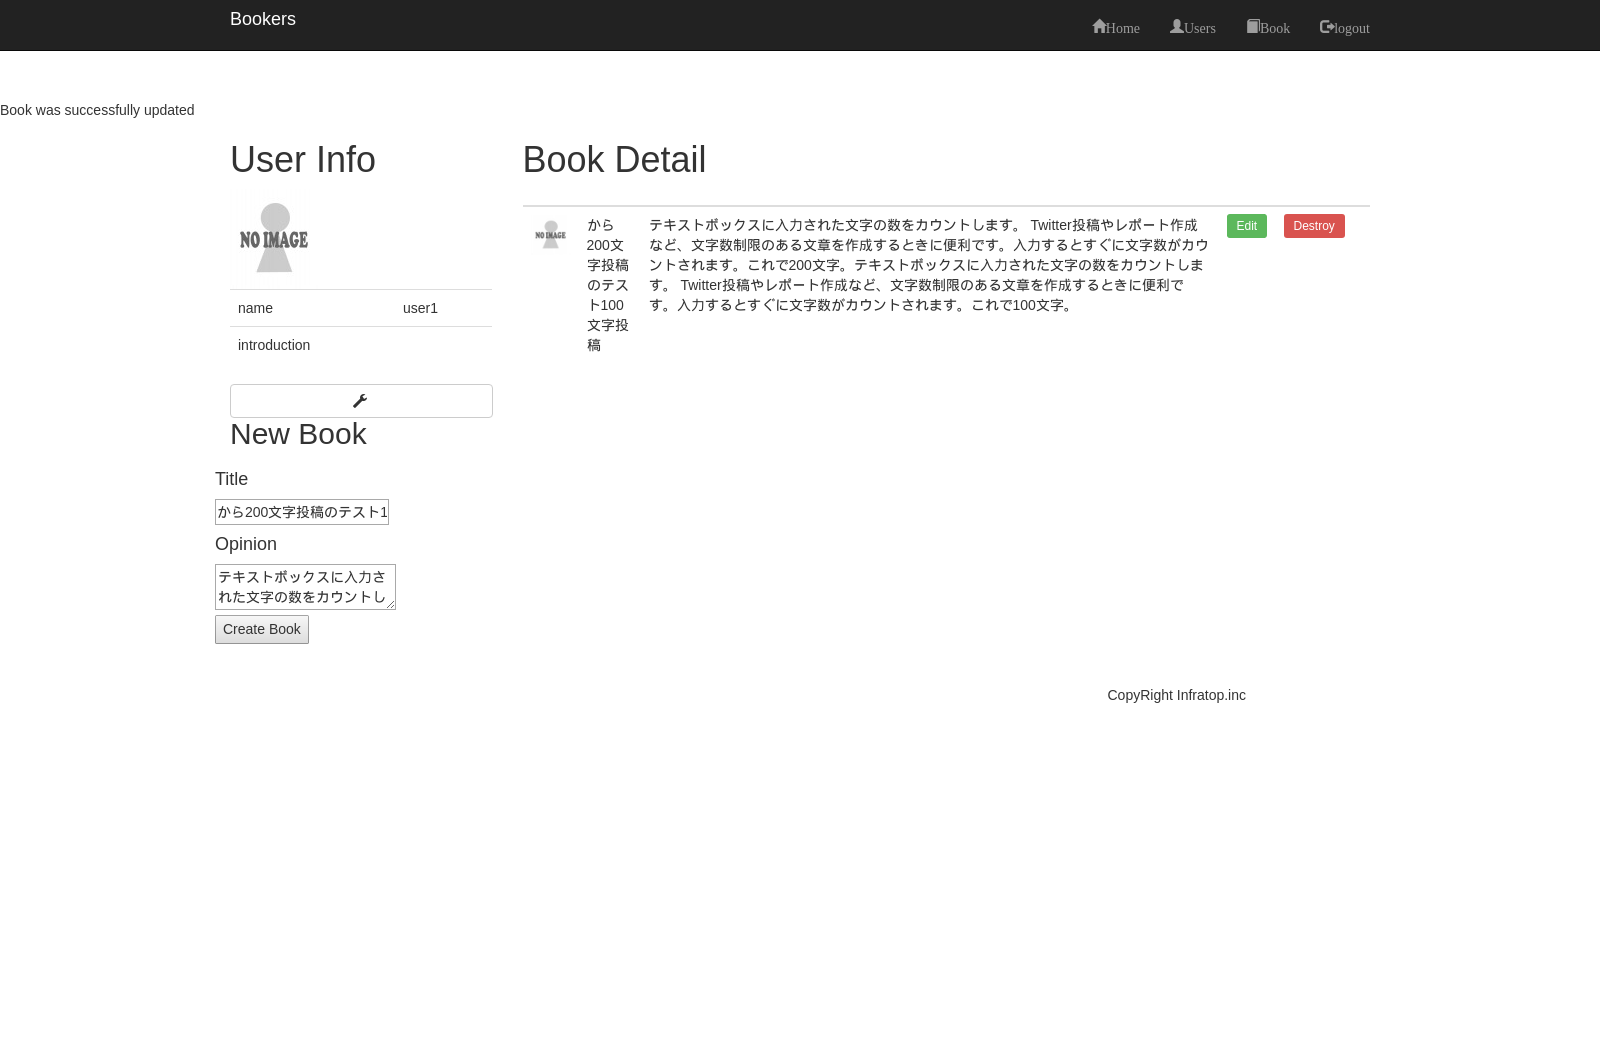 Bookers
Home Users Book logout
Book was successfully updated
User Info
NO IMAGE
name user1
introduction
New Book
Title
から200文字投稿のテスト1
Opinion
テキストボックスに入力さ
れた文字の数をカウントし
Create Book
Book Detail
NO IMAGE
から
200文
字投稿
のテス
ト100
文字投
稿
テキストボックスに入力された文字の数をカウントします。 Twitter投稿やレポート作成
など、文字数制限のある文章を作成するときに便利です。入力するとすぐに文字数がカウ
ントされます。これで200文字。テキストボックスに入力された文字の数をカウントしま
す。 Twitter投稿やレポート作成など、文字数制限のある文章を作成するときに便利で
す。入力するとすぐに文字数がカウントされます。これで100文字。
Edit Destroy
CopyRight Infratop.inc